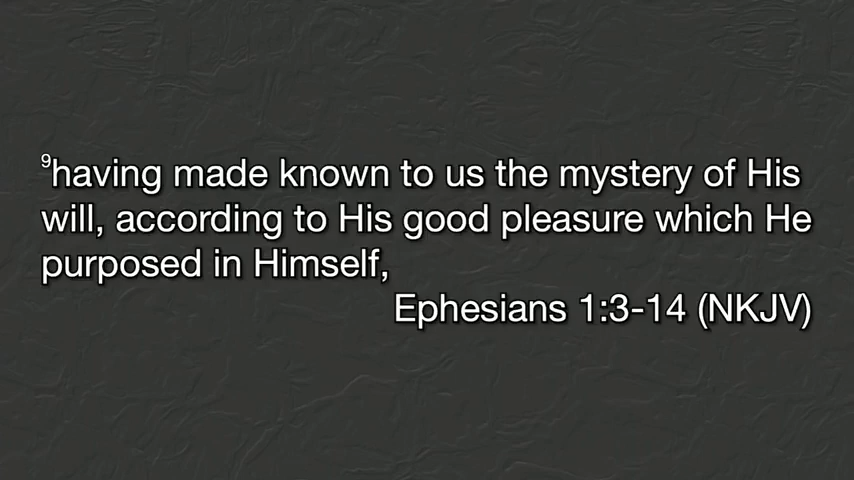 ⁹having made known to us the mystery of His
will, according to His good pleasure which He
purposed in Himself,
Ephesians 1:3-14 (NKJV)